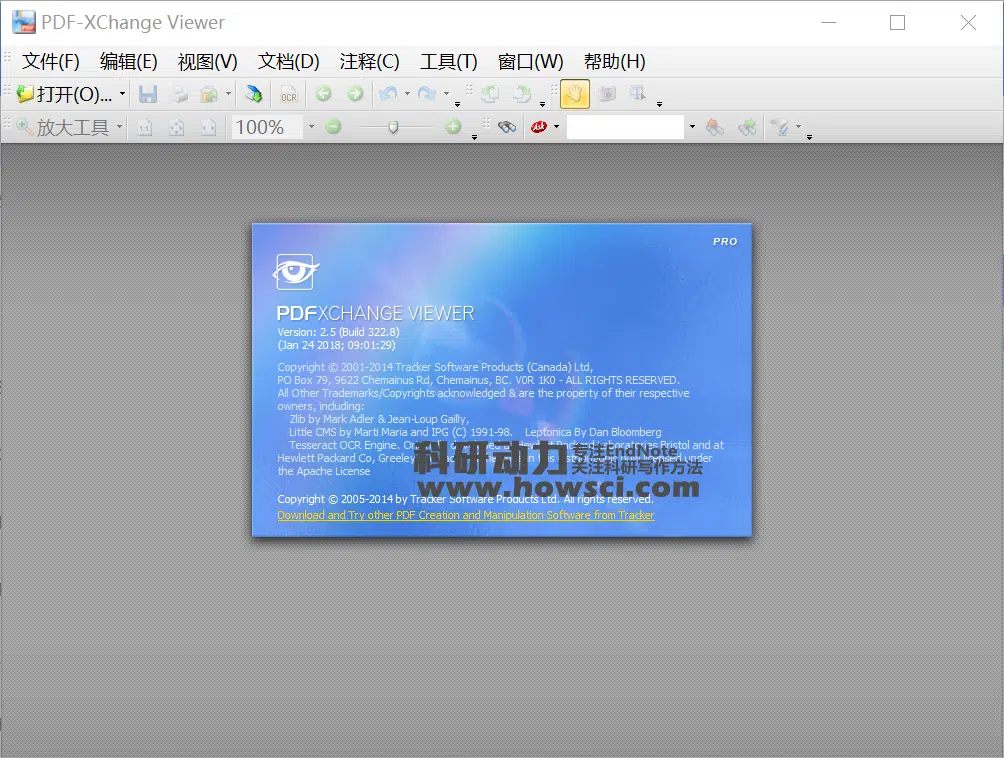 PDF-XChange Viewer
文件(F) 编辑(E) 视图(V) 文档(D) 注释(C) 工具(T) 窗口(W) 帮助(H)
打开(O)... OCR
放大工具 1:1 100% Ask
PRO
PDFXCHANGE VIEWER
Version: 2.5 (Build 322.8)
(Jan 24 2018; 09:01:29)
Copyright © 2001-2014 Tracker Software Products (Canada) Ltd,
PO Box 79, 9622 Chemainus Rd, Chemainus, BC. V0R 1K0 - ALL RIGHTS RESERVED.
All Other Trademarks/Copyrights acknowledged & are the property of their respective
owners, including:
Zlib by Mark Adler & Jean-Loup Gailly,
Little CMS by Marti Maria and IPG (C) 1991-98. Leptonica By Dan Bloomberg
Tesseract OCR Engine. Laboratories Bristol and at
Hewlett Packard Co, Greeley now licensed under
the Apache License
科研动力 专注EndNote
关注科研写作方法
www.howsci.com
Copyright © 2005-2014 by Tracker Software Products Ltd. All rights reserved.
Download and Try other PDF Creation and Manipulation Software from Tracker